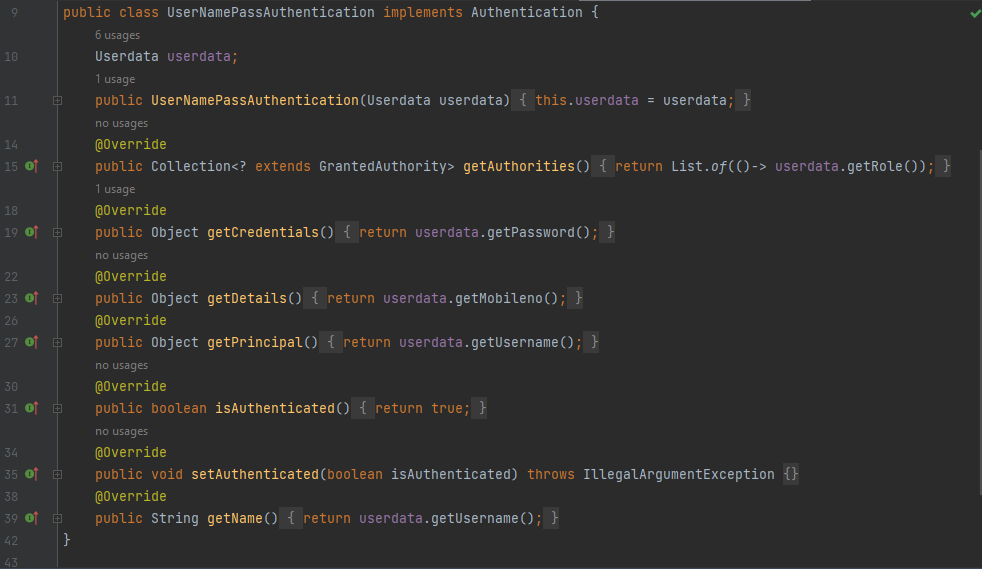 9 public class UserNamePassAuthentication implements Authentication {
6 usages
10 Userdata userdata;
1 usage
11 public UserNamePassAuthentication(Userdata userdata) { this.userdata = userdata; }
no usages
14 @Override
15 public Collection<? extends GrantedAuthority> getAuthorities() { return List.of(()-> userdata.getRole()); }
1 usage
18 @Override
19 public Object getCredentials() { return userdata.getPassword(); }
no usages
22 @Override
23 public Object getDetails() { return userdata.getMobileno(); }
26 @Override
27 public Object getPrincipal() { return userdata.getUsername(); }
no usages
30 @Override
31 public boolean isAuthenticated() { return true; }
no usages
34 @Override
35 public void setAuthenticated(boolean isAuthenticated) throws IllegalArgumentException {}
38 @Override
39 public String getName() { return userdata.getUsername(); }
42 }
43